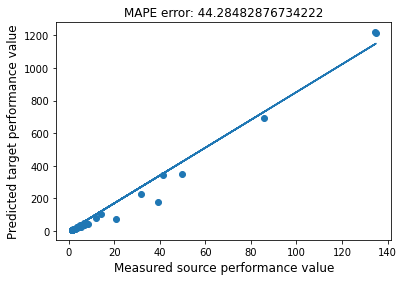 MAPE error: 44.28482876734222
Predicted target performance value
1200
1000
800
600
400
200
0
0 20 40 60 80 100 120 140
Measured source performance value